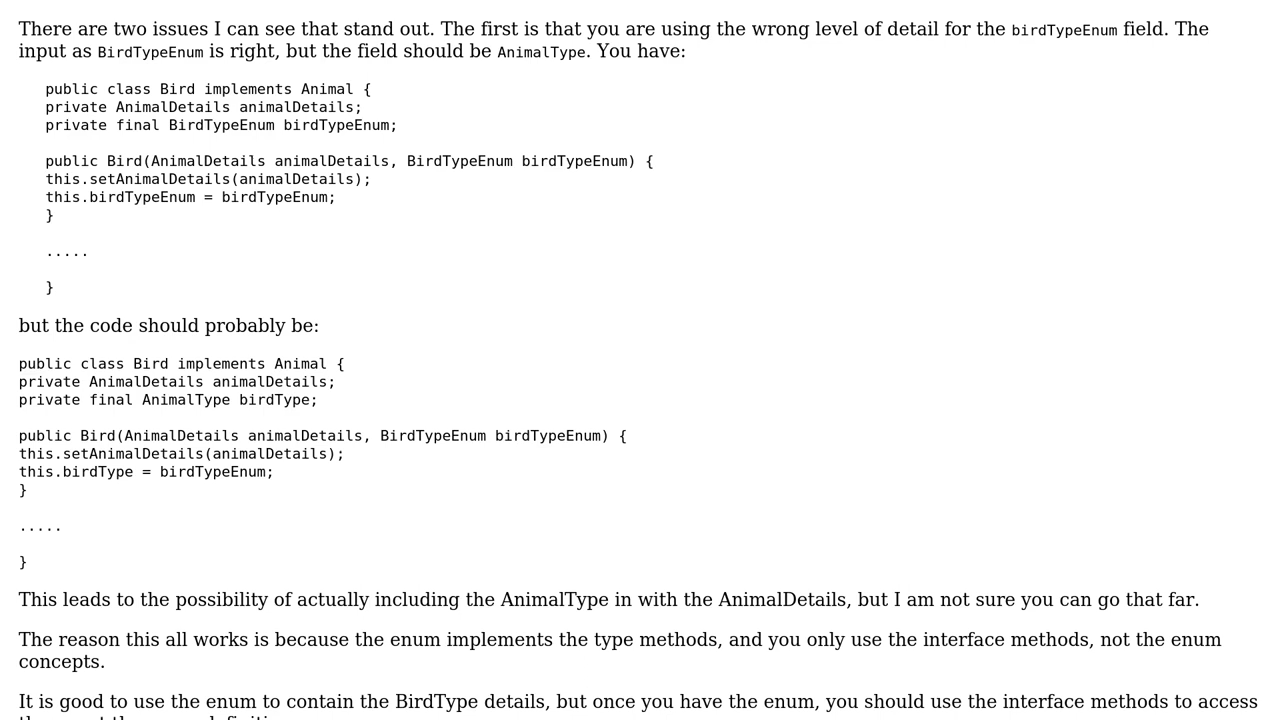 There are two issues I can see that stand out. The first is that you are using the wrong level of detail for the birdTypeEnum field. The
input as BirdTypeEnum is right, but the field should be AnimalType. You have:
public class Bird implements Animal {
private AnimalDetails animalDetails;
private final BirdTypeEnum birdTypeEnum;
public Bird(AnimalDetails animalDetails, BirdTypeEnum birdTypeEnum) {
this.setAnimalDetails(animalDetails);
this.birdTypeEnum = birdTypeEnum;
}
.....
}
but the code should probably be:
public class Bird implements Animal {
private AnimalDetails animalDetails;
private final AnimalType birdType;
public Bird(AnimalDetails animalDetails, BirdTypeEnum birdTypeEnum) {
this.setAnimalDetails(animalDetails);
this.birdType = birdTypeEnum;
}
.....
}
This leads to the possibility of actually including the AnimalType in with the AnimalDetails, but I am not sure you can go that far.
The reason this all works is because the enum implements the type methods, and you only use the interface methods, not the enum
concepts.
It is good to use the enum to contain the BirdType details, but once you have the enum, you should use the interface methods to access